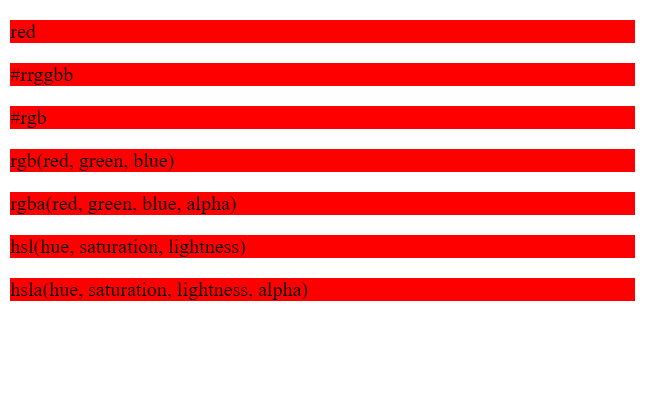 red
#rrggbb
#rgb
rgb(red, green, blue)
rgba(red, green, blue, alpha)
hsl(hue, saturation, lightness)
hsla(hue, saturation, lightness, alpha)